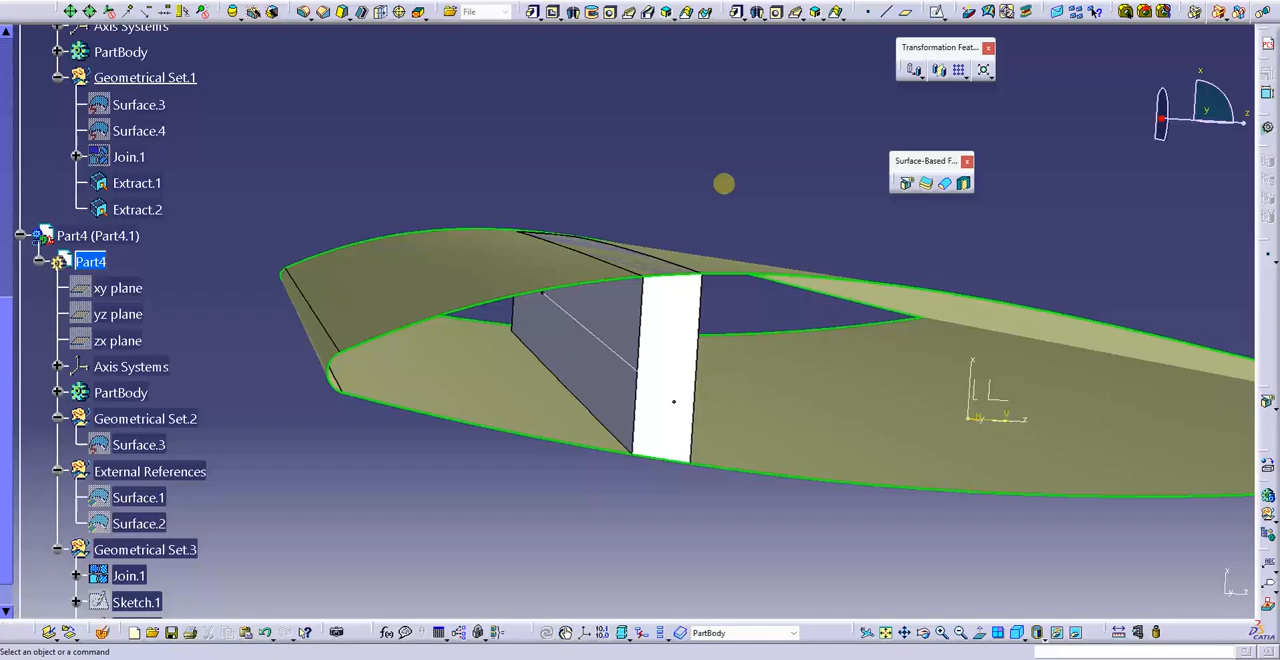 File
Axis Systems
PartBody
Geometrical Set.1
Surface.3
Surface.4
Join.1
Extract.1
Extract.2
Part4 (Part4.1)
Part4
xy plane
yz plane
zx plane
Axis Systems
PartBody
Geometrical Set.2
Surface.3
External References
Surface.1
Surface.2
Geometrical Set.3
Join.1
Sketch.1
Transformation Feat...
Surface-Based F...
x
y
z
x
z
x
z
PartBody
Select an object or a command
CATIA